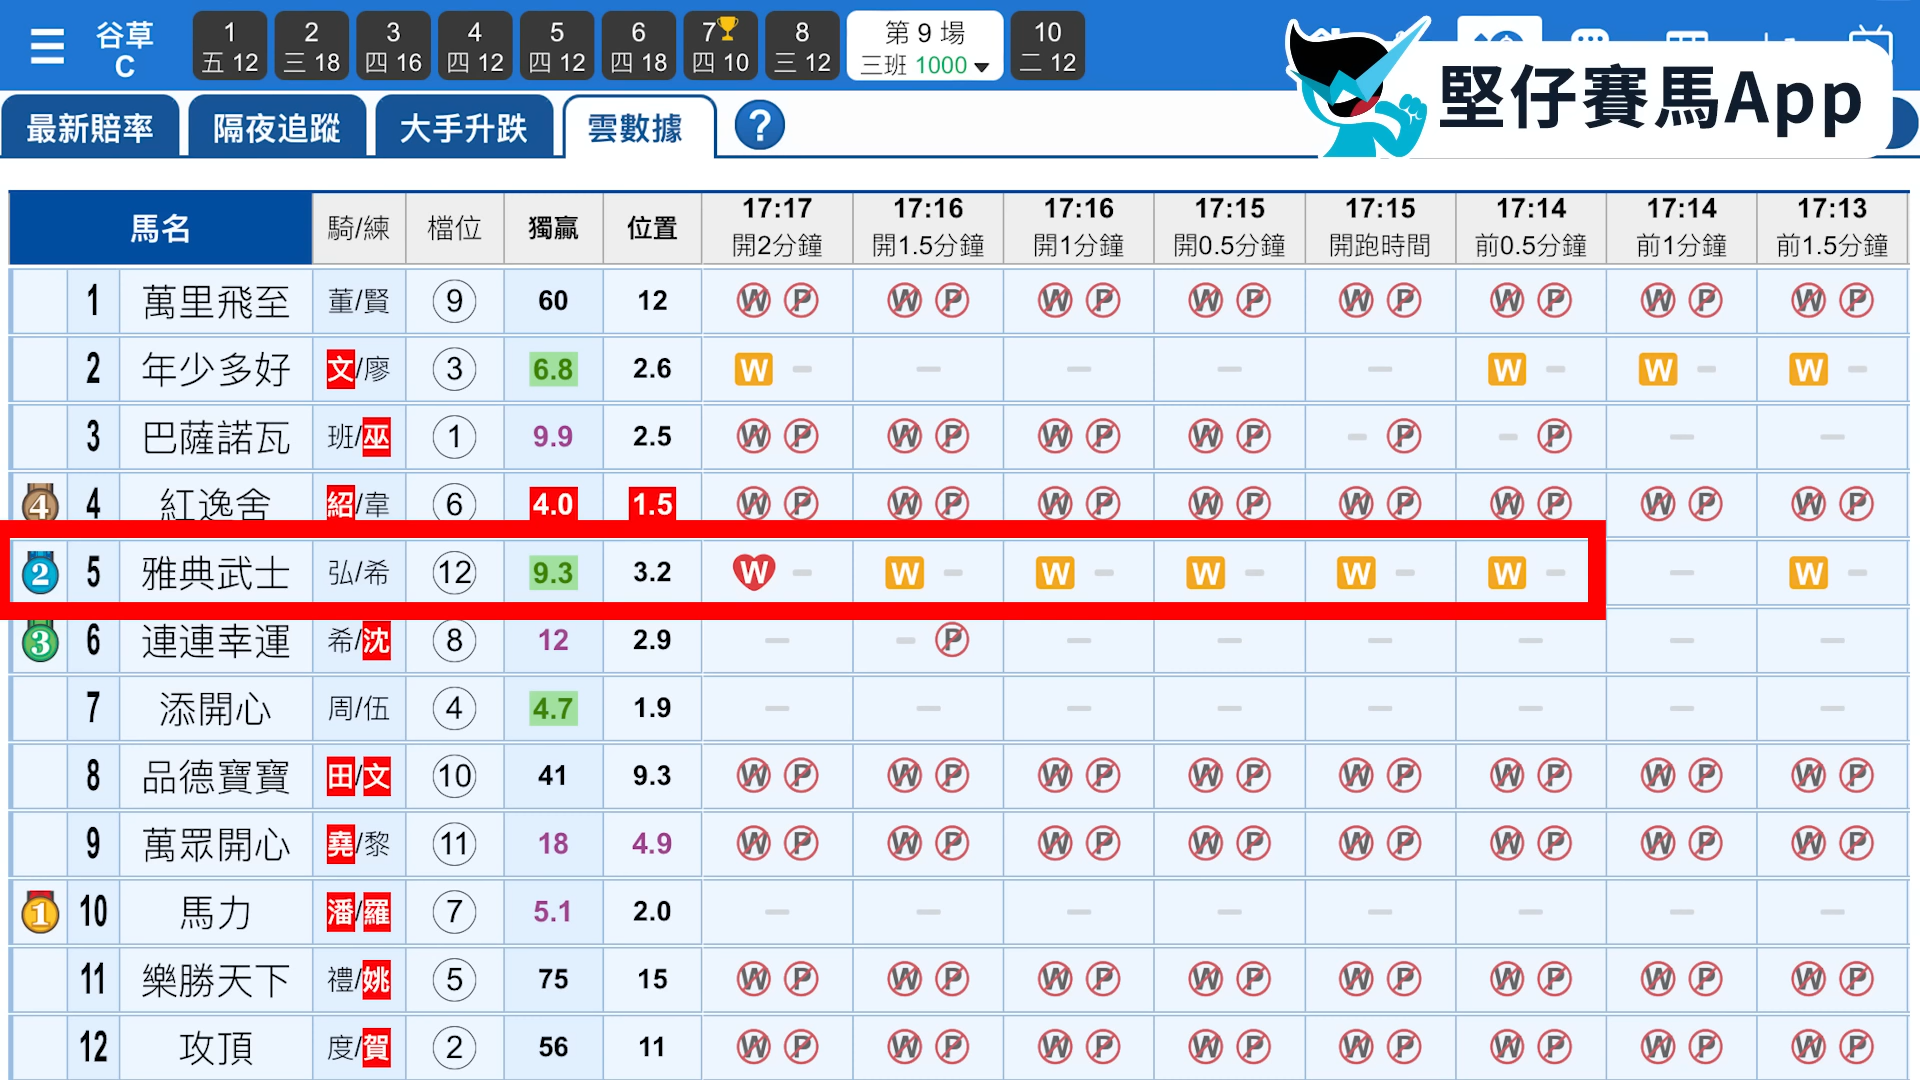 谷草
C
1
五 12
2
三 18
3
四 16
4
四 12
5
四 12
6
四 18
7
四 10
8
三 12
第 9 場
三班 1000
10
二 12
堅仔賽馬App
最新賠率 隔夜追蹤 大手升跌 雲數據 ?
馬名 騎/練 檔位 獨贏 位置 17:17 17:16 17:16 17:15 17:15 17:14 17:14 17:13
開2分鐘 開1.5分鐘 開1分鐘 開0.5分鐘 開跑時間 前0.5分鐘 前1分鐘 前1.5分鐘
1 萬里飛至 董/賢 9 60 12 W P W P W P W P W P W P W P W P
2 年少多好 文/廖 3 6.8 2.6 W – – – – – W – W – W –
3 巴薩諾瓦 班/巫 1 9.9 2.5 W P W P W P W P – P – P – –
4 4 紅逸舍 紹/韋 6 4.0 1.5 W P W P W P W P W P W P W P W P
2 5 雅典武士 弘/希 12 9.3 3.2 W – W – W – W – W – W – – W –
3 6 連連幸運 希/沈 8 12 2.9 – – P – – – – – –
7 添開心 周/伍 4 4.7 1.9 – – – – – – – –
8 品德寶寶 田/文 10 41 9.3 W P W P W P W P W P W P W P W P
9 萬眾開心 堯/黎 11 18 4.9 W P W P W P W P W P W P W P W P
1 10 馬力 潘/羅 7 5.1 2.0 – – – – – – – –
11 樂勝天下 禮/姚 5 75 15 W P W P W P W P W P W P W P W P
12 攻頂 度/賀 2 56 11 W P W P W P W P W P W P W P W P